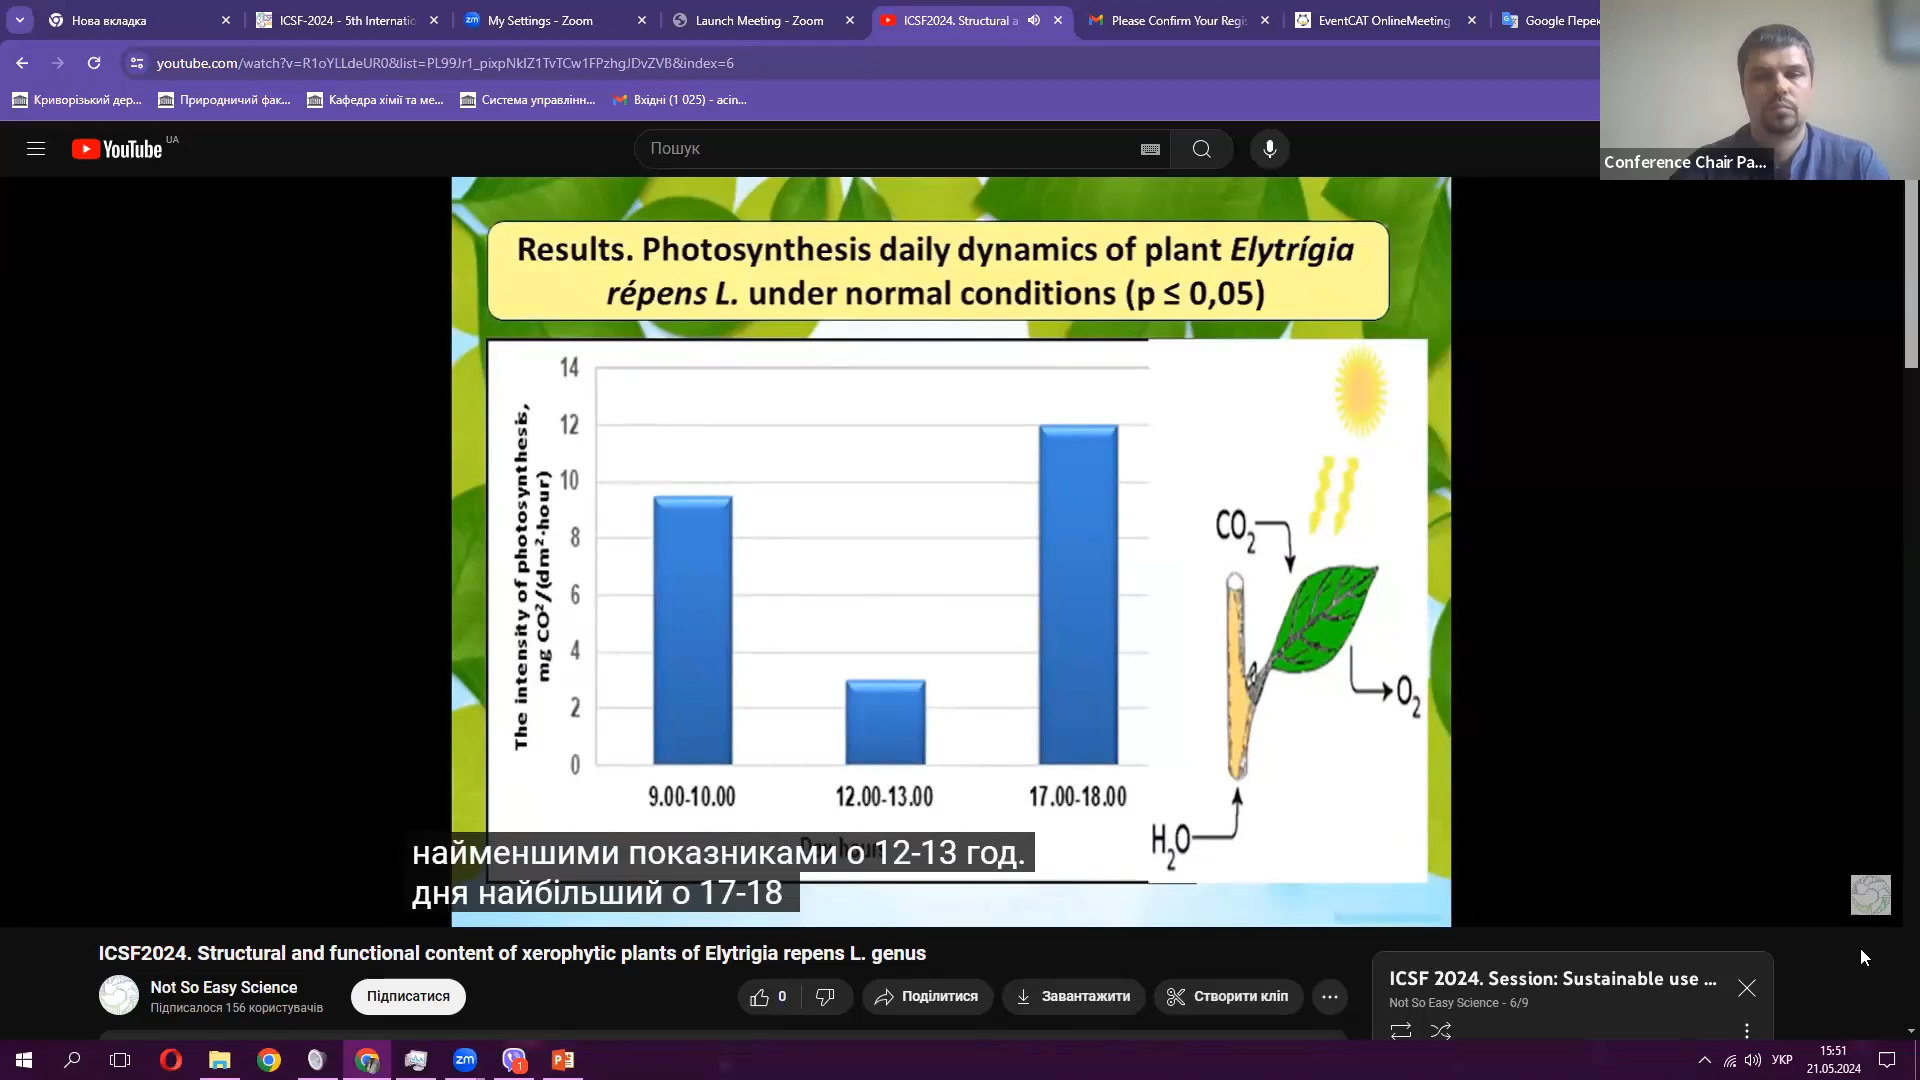 Нова вкладка
ICSF-2024 - 5th Internatio
My Settings - Zoom
Launch Meeting - Zoom
ICSF2024. Structural a
Please Confirm Your Regi
EventCAT OnlineMeeting
Google Перек
youtube.com/watch?v=R1oYLLdeUR0&list=PL99Jr1_pixpNkIZ1TvTCw1FPzhgJDvZVB&index=6
Криворізький дер...
Природничий фак...
Кафедра хімії та ме...
Система управлінн...
Вхідні (1 025) - acin...
Conference Chair Pa...
YouTube UA
Пошук
Results. Photosynthesis daily dynamics of plant Elytrígia
répens L. under normal conditions (p ≤ 0,05)
The intensity of photosynthesis,
mg CO²/(dm²·hour)
14
12
10
8
6
4
2
0
9.00-10.00
12.00-13.00
17.00-18.00
CO2
O2
H2O
найменшими показниками о 12-13 год.
дня найбільший о 17-18
ICSF2024. Structural and functional content of xerophytic plants of Elytrigia repens L. genus
Not So Easy Science
Підписалося 156 користувачів
Підписатися
0
Поділитися
Завантажити
Створити кліп
ICSF 2024. Session: Sustainable use ...
Not So Easy Science - 6/9
zm
1
УКР
15:51
21.05.2024